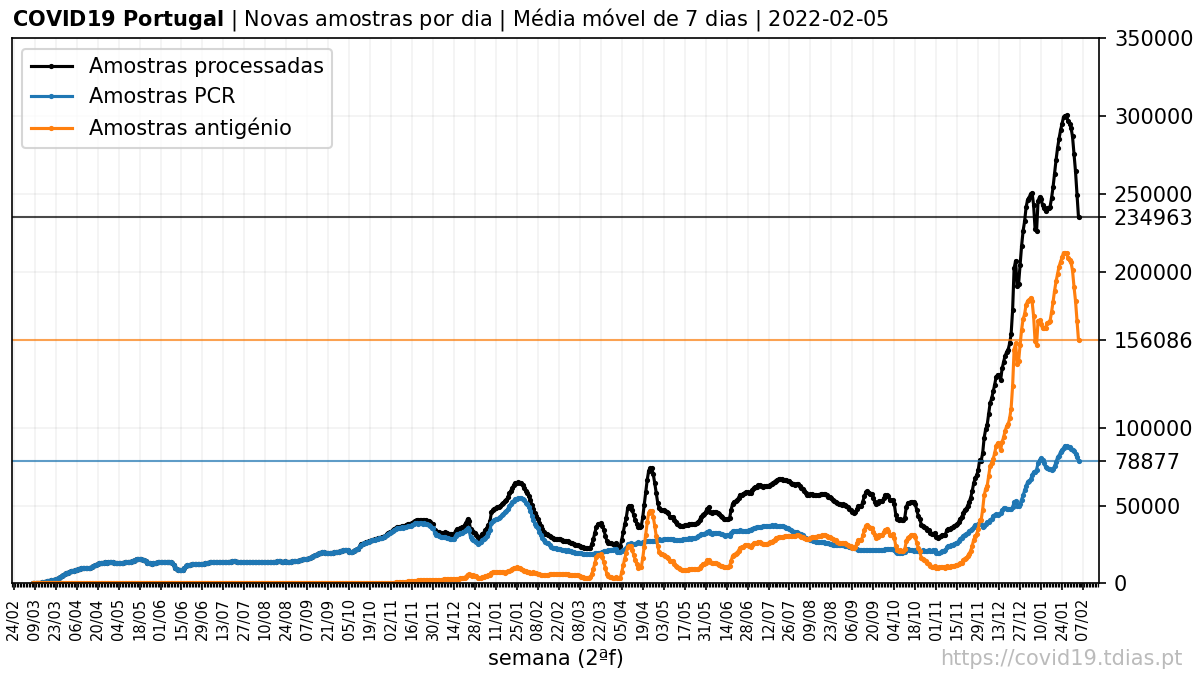 COVID19 Portugal | Novas amostras por dia | Média móvel de 7 dias | 2022-02-05
Amostras processadas
Amostras PCR
Amostras antigénio
350000
300000
250000
234963
200000
156086
100000
78877
50000
0
24/02 09/03 23/03 06/04 20/04 04/05 18/05 01/06 15/06 29/06 13/07 27/07 10/08 24/08 07/09 21/09 05/10 19/10 02/11 16/11 30/11 14/12 28/12 11/01 25/01 08/02 22/02 08/03 22/03 05/04 19/04 03/05 17/05 31/05 14/06 28/06 12/07 26/07 09/08 23/08 06/09 20/09 04/10 18/10 01/11 15/11 29/11 13/12 27/12 10/01 24/01 07/02
semana (2ªf)
https://covid19.tdias.pt